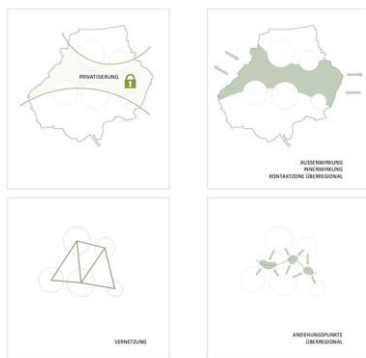 PRIVATISIERUNG
AUSSENWIRKUNG
INNENWIRKUNG
KONTAKTZONE ÜBERREGIONAL
VERNETZUNG
ANZIEHUNGSPUNKTE
ÜBERREGIONAL